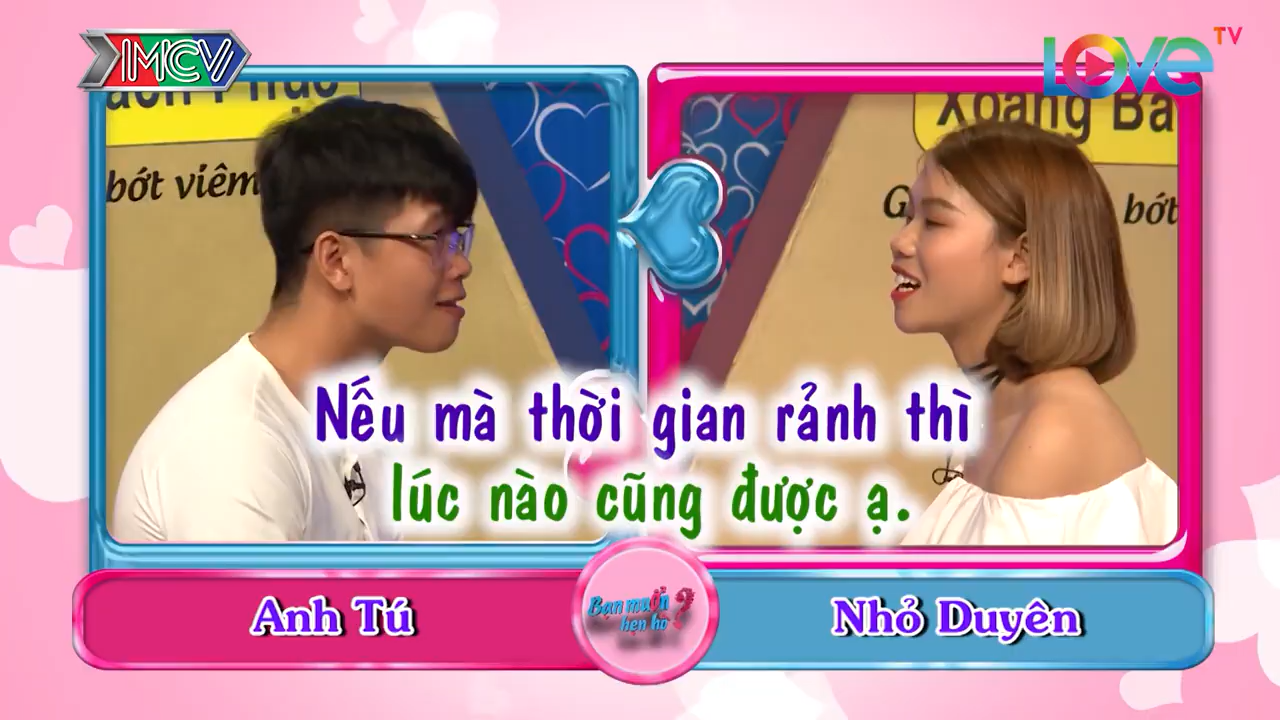 MCV
LOVE TV
Xoang Ba
bớt viêm
bớt
Nếu mà thời gian rảnh thì
lúc nào cũng được ạ.
Anh Tú
Bạn muốn
hẹn hò ?
Nhỏ Duyên